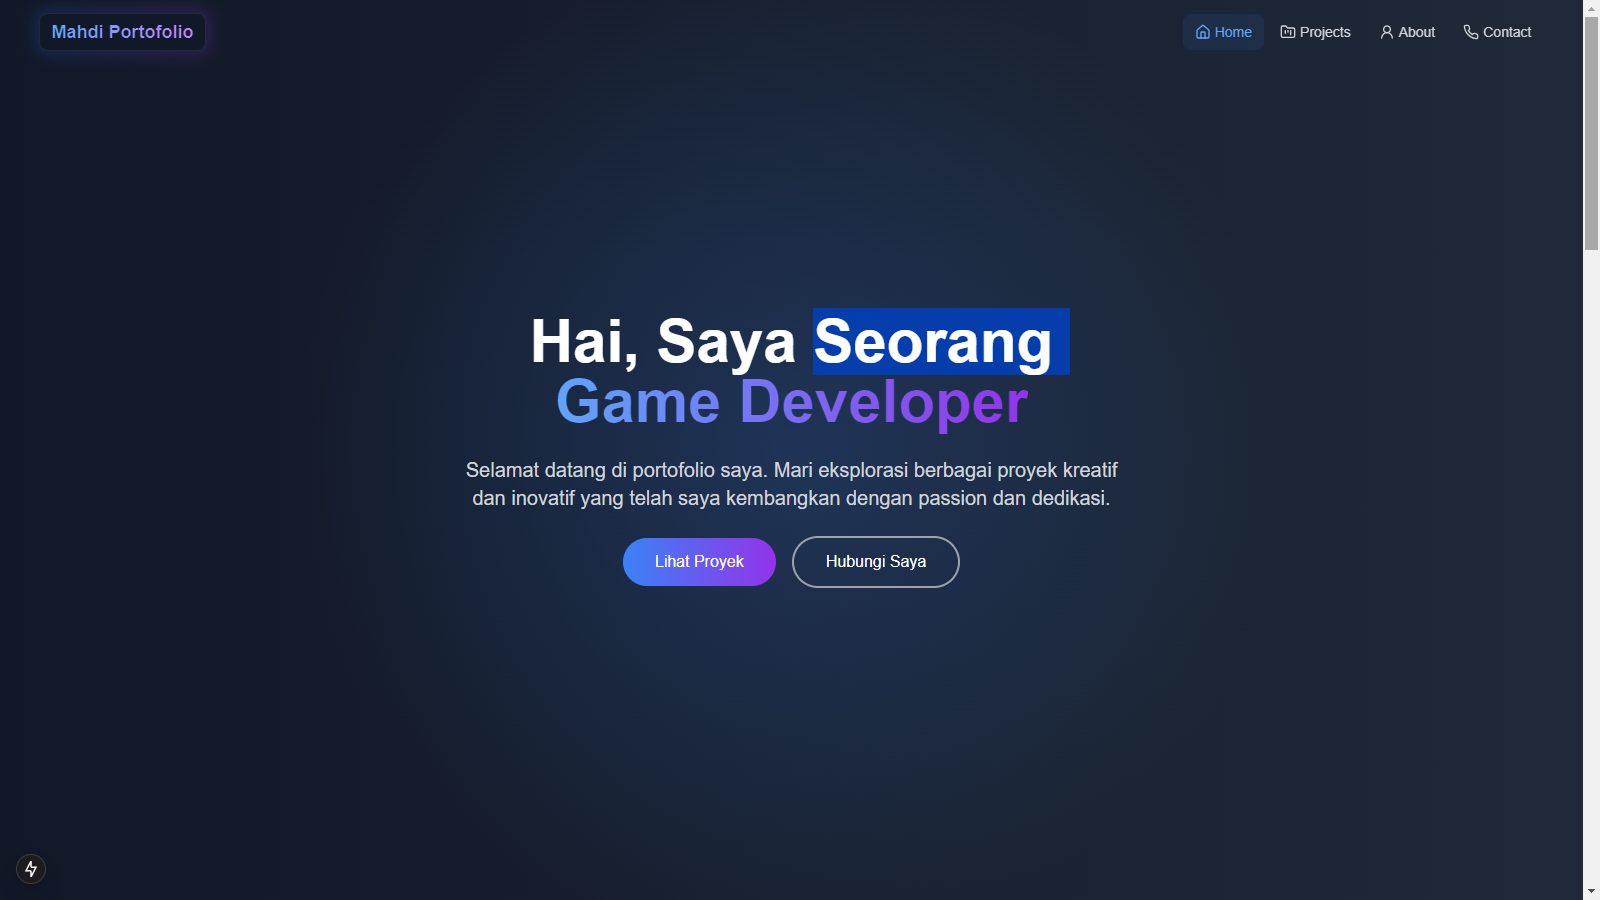 Mahdi Portofolio
Home
Projects
About
Contact
Hai, Saya Seorang
Game Developer
Selamat datang di portofolio saya. Mari eksplorasi berbagai proyek kreatif
dan inovatif yang telah saya kembangkan dengan passion dan dedikasi.
Lihat Proyek
Hubungi Saya